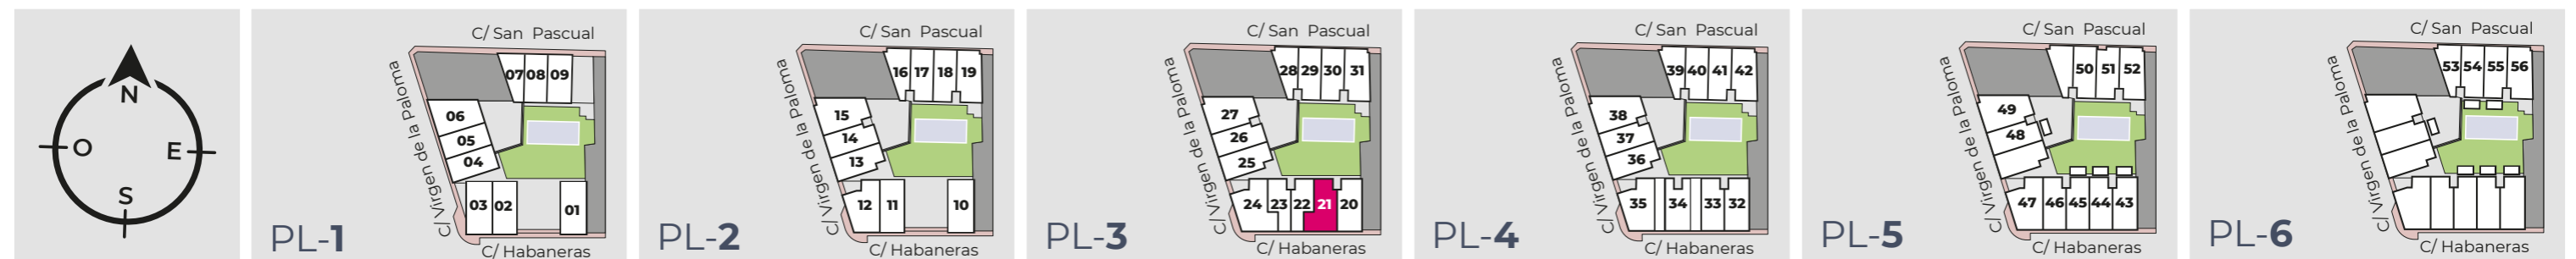 N
O
E
S
C/ San Pascual
C/ Virgen de la Paloma
07 08 09
06
05
04
03 02 01
C/ Habaneras
PL-1
C/ San Pascual
C/ Virgen de la Paloma
16 17 18 19
15
14
13
12 11 10
C/ Habaneras
PL-2
C/ San Pascual
C/ Virgen de la Paloma
28 29 30 31
27
26
25
24 23 22 21 20
C/ Habaneras
PL-3
C/ San Pascual
C/ Virgen de la Paloma
39 40 41 42
38
37
36
35 34 33 32
C/ Habaneras
PL-4
C/ San Pascual
C/ Virgen de la Paloma
50 51 52
49
48
47 46 45 44 43
C/ Habaneras
PL-5
C/ San Pascual
C/ Virgen de la Paloma
53 54 55 56
C/ Habaneras
PL-6